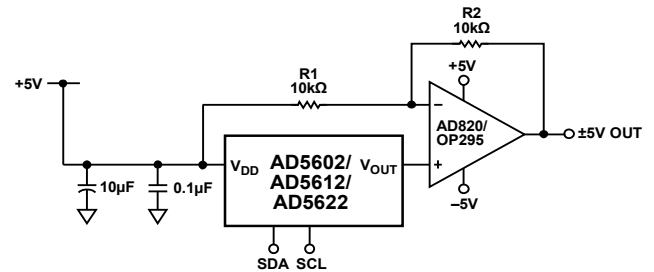 R2
10kΩ
+5V
R1
10kΩ
+5V
−
AD820/
OP295
±5V OUT
+
−5V
10µF
0.1µF
VDD
AD5602/
AD5612/
AD5622
VOUT
SDA
SCL